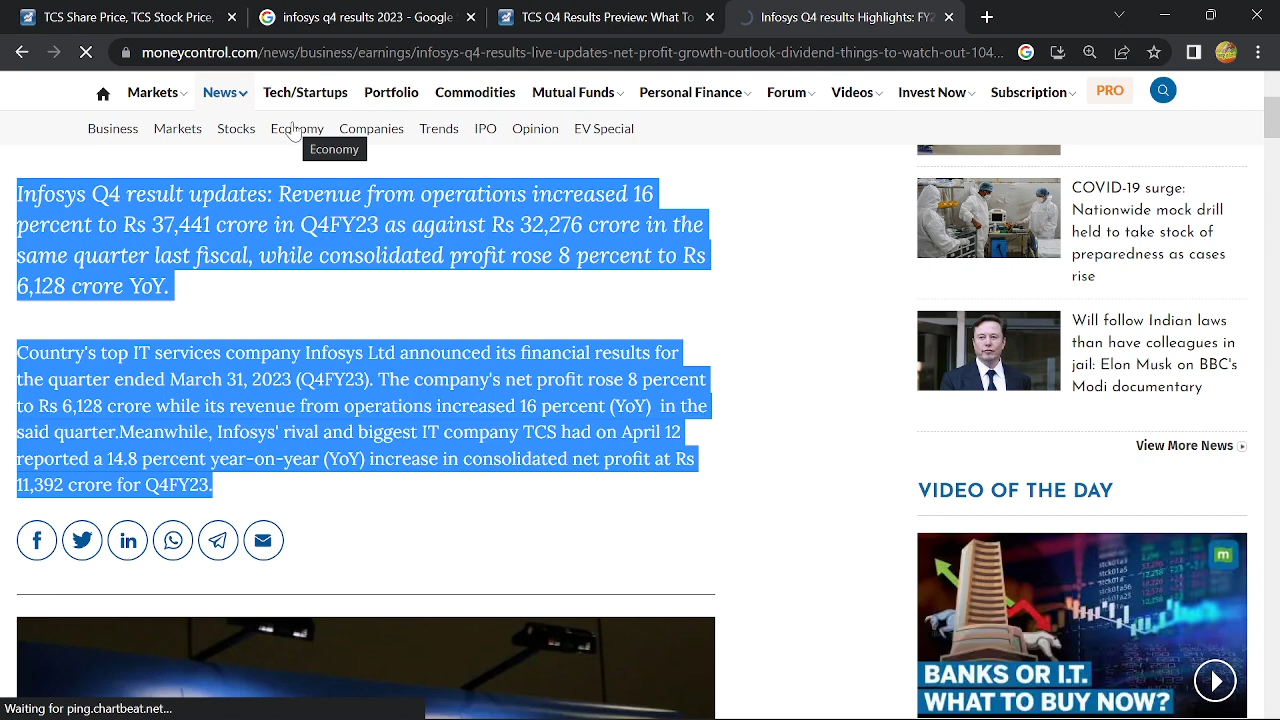 TCS Share Price, TCS Stock Price,
infosys q4 results 2023 - Google
TCS Q4 Results Preview: What To
Infosys Q4 results Highlights: FY2
moneycontrol.com/news/business/earnings/infosys-q4-results-live-updates-net-profit-growth-outlook-dividend-things-to-watch-out-104...
Markets News Tech/Startups Portfolio Commodities Mutual Funds Personal Finance Forum Videos Invest Now Subscription PRO
Business Markets Stocks Economy Companies Trends IPO Opinion EV Special
Economy
Infosys Q4 result updates: Revenue from operations increased 16
percent to Rs 37,441 crore in Q4FY23 as against Rs 32,276 crore in the
same quarter last fiscal, while consolidated profit rose 8 percent to Rs
6,128 crore YoY.
Country's top IT services company Infosys Ltd announced its financial results for
the quarter ended March 31, 2023 (Q4FY23). The company's net profit rose 8 percent
to Rs 6,128 crore while its revenue from operations increased 16 percent (YoY) in the
said quarter.Meanwhile, Infosys' rival and biggest IT company TCS had on April 12
reported a 14.8 percent year-on-year (YoY) increase in consolidated net profit at Rs
11,392 crore for Q4FY23.
COVID-19 surge:
Nationwide mock drill
held to take stock of
preparedness as cases
rise
Will follow Indian laws
than have colleagues in
jail: Elon Musk on BBC's
Modi documentary
View More News
VIDEO OF THE DAY
BANKS OR I.T.
WHAT TO BUY NOW?
Waiting for ping.chartbeat.net...